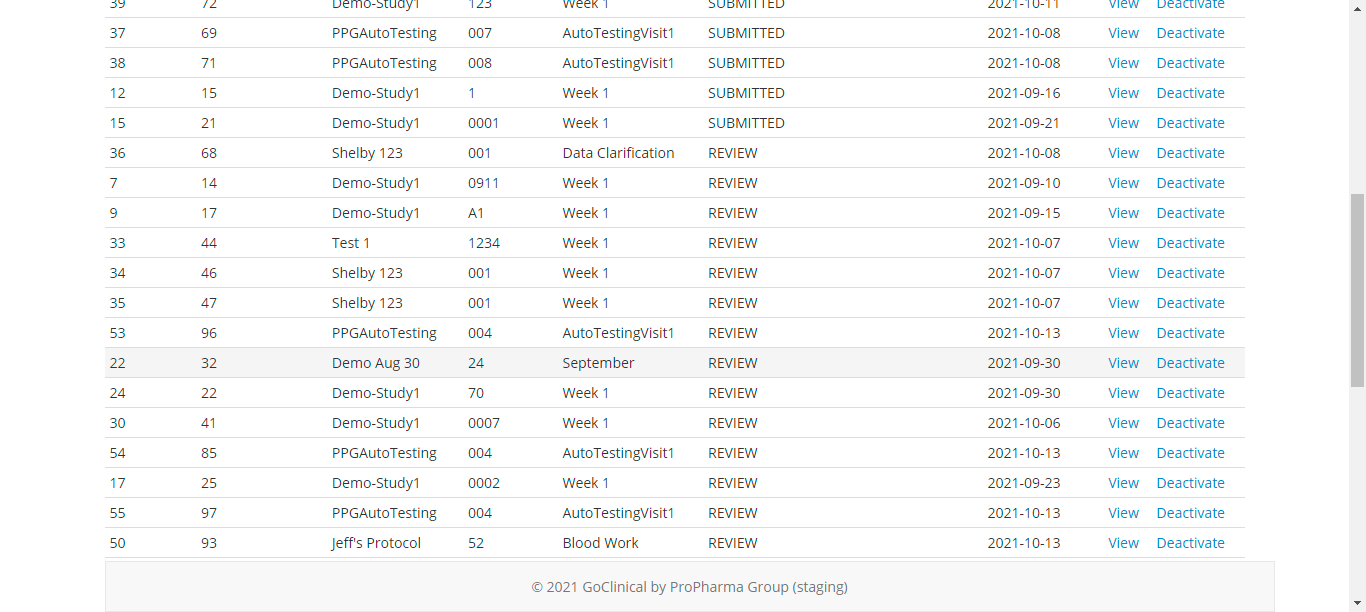 39 72 Demo-Study1 123 Week 1 SUBMITTED 2021-10-11 View Deactivate
37 69 PPGAutoTesting 007 AutoTestingVisit1 SUBMITTED 2021-10-08 View Deactivate
38 71 PPGAutoTesting 008 AutoTestingVisit1 SUBMITTED 2021-10-08 View Deactivate
12 15 Demo-Study1 1 Week 1 SUBMITTED 2021-09-16 View Deactivate
15 21 Demo-Study1 0001 Week 1 SUBMITTED 2021-09-21 View Deactivate
36 68 Shelby 123 001 Data Clarification REVIEW 2021-10-08 View Deactivate
7 14 Demo-Study1 0911 Week 1 REVIEW 2021-09-10 View Deactivate
9 17 Demo-Study1 A1 Week 1 REVIEW 2021-09-15 View Deactivate
33 44 Test 1 1234 Week 1 REVIEW 2021-10-07 View Deactivate
34 46 Shelby 123 001 Week 1 REVIEW 2021-10-07 View Deactivate
35 47 Shelby 123 001 Week 1 REVIEW 2021-10-07 View Deactivate
53 96 PPGAutoTesting 004 AutoTestingVisit1 REVIEW 2021-10-13 View Deactivate
22 32 Demo Aug 30 24 September REVIEW 2021-09-30 View Deactivate
24 22 Demo-Study1 70 Week 1 REVIEW 2021-09-30 View Deactivate
30 41 Demo-Study1 0007 Week 1 REVIEW 2021-10-06 View Deactivate
54 85 PPGAutoTesting 004 AutoTestingVisit1 REVIEW 2021-10-13 View Deactivate
17 25 Demo-Study1 0002 Week 1 REVIEW 2021-09-23 View Deactivate
55 97 PPGAutoTesting 004 AutoTestingVisit1 REVIEW 2021-10-13 View Deactivate
50 93 Jeff's Protocol 52 Blood Work REVIEW 2021-10-13 View Deactivate
© 2021 GoClinical by ProPharma Group (staging)